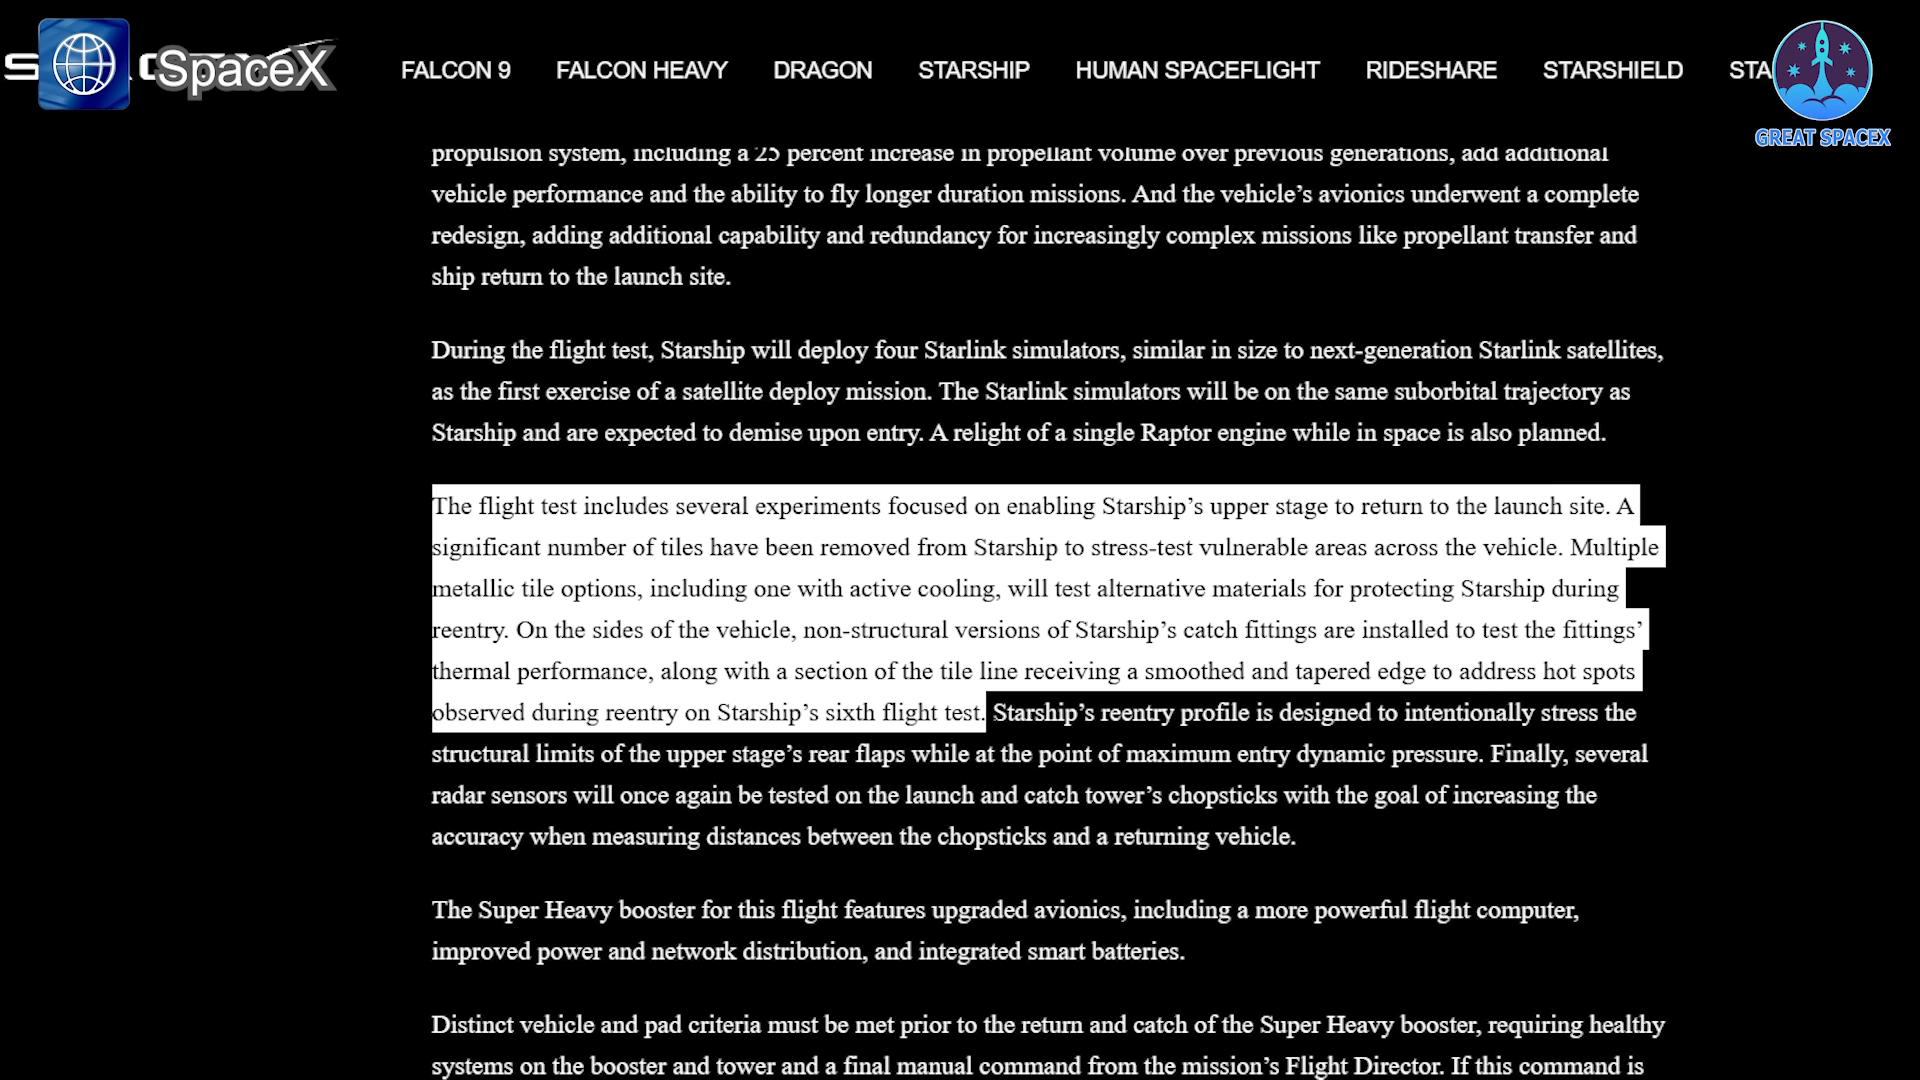 SpaceX
FALCON 9 FALCON HEAVY DRAGON STARSHIP HUMAN SPACEFLIGHT RIDESHARE STARSHIELD STA
GREAT SPACEX
propulsion system, including a 25 percent increase in propellant volume over previous generations, add additional
vehicle performance and the ability to fly longer duration missions. And the vehicle’s avionics underwent a complete
redesign, adding additional capability and redundancy for increasingly complex missions like propellant transfer and
ship return to the launch site.
During the flight test, Starship will deploy four Starlink simulators, similar in size to next-generation Starlink satellites,
as the first exercise of a satellite deploy mission. The Starlink simulators will be on the same suborbital trajectory as
Starship and are expected to demise upon entry. A relight of a single Raptor engine while in space is also planned.
The flight test includes several experiments focused on enabling Starship’s upper stage to return to the launch site. A
significant number of tiles have been removed from Starship to stress-test vulnerable areas across the vehicle. Multiple
metallic tile options, including one with active cooling, will test alternative materials for protecting Starship during
reentry. On the sides of the vehicle, non-structural versions of Starship’s catch fittings are installed to test the fittings’
thermal performance, along with a section of the tile line receiving a smoothed and tapered edge to address hot spots
observed during reentry on Starship’s sixth flight test. Starship’s reentry profile is designed to intentionally stress the
structural limits of the upper stage’s rear flaps while at the point of maximum entry dynamic pressure. Finally, several
radar sensors will once again be tested on the launch and catch tower’s chopsticks with the goal of increasing the
accuracy when measuring distances between the chopsticks and a returning vehicle.
The Super Heavy booster for this flight features upgraded avionics, including a more powerful flight computer,
improved power and network distribution, and integrated smart batteries.
Distinct vehicle and pad criteria must be met prior to the return and catch of the Super Heavy booster, requiring healthy
systems on the booster and tower and a final manual command from the mission’s Flight Director. If this command is